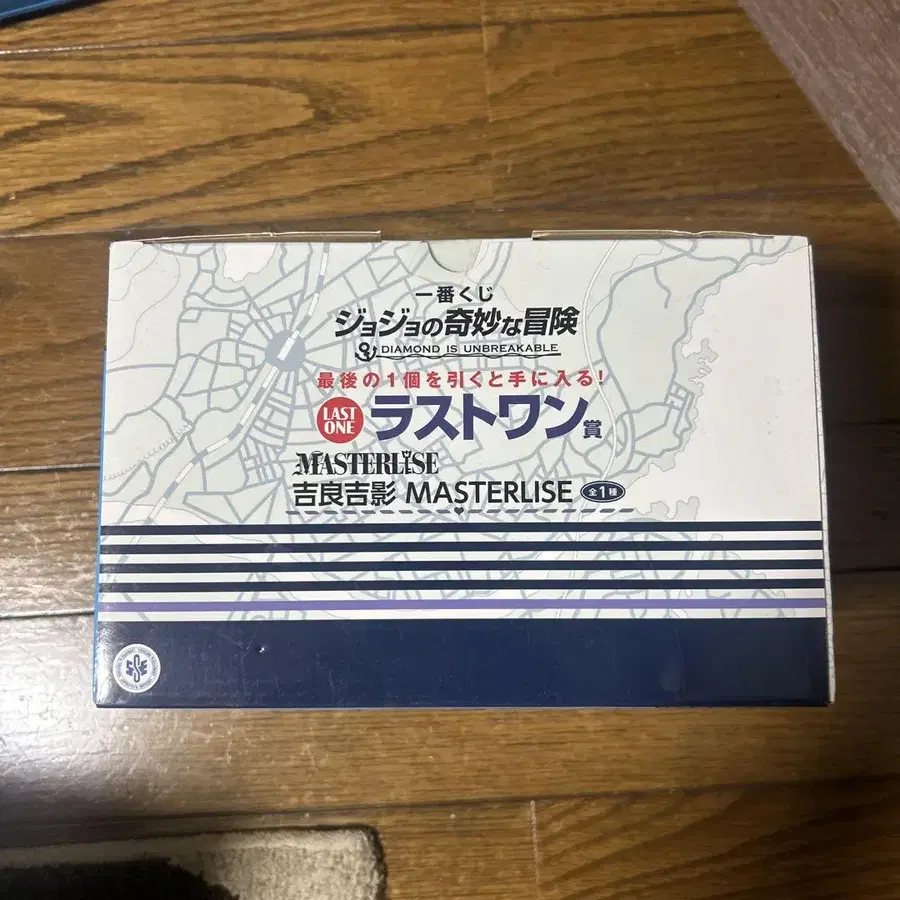 一番くじ
ジョジョの奇妙な冒険
DIAMOND IS UNBREAKABLE
最後の1個を引くと手に入る!
LAST ONE ラストワン賞
MASTERLISE
吉良吉影 MASTERLISE 全1種